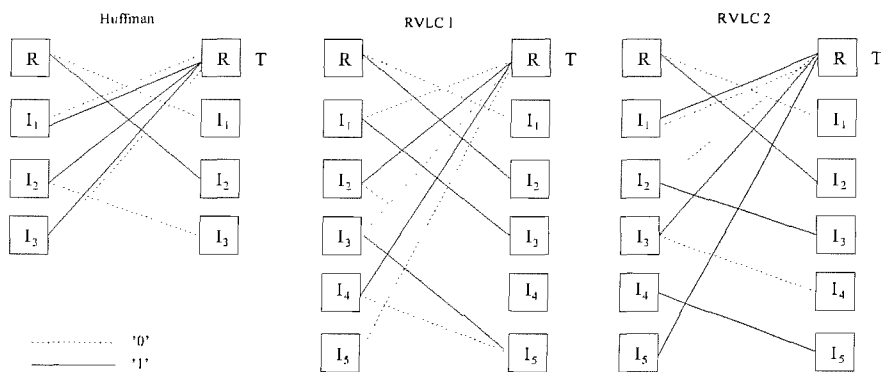 Huffman
RVLC 1
RVLC 2
R R T
I1 I1
I2 I2
I3 I3
R R T
I1 I1
I2 I2
I3 I3
I4 I4
I5 I5
R R T
I1 I1
I2 I2
I3 I3
I4 I4
I5 I5
'0'
'1'